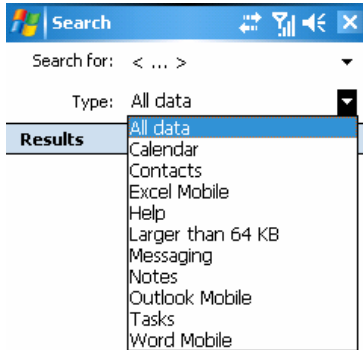 Search
Search for: < ... >
Type: All data
Results
All data
Calendar
Contacts
Excel Mobile
Help
Larger than 64 KB
Messaging
Notes
Outlook Mobile
Tasks
Word Mobile